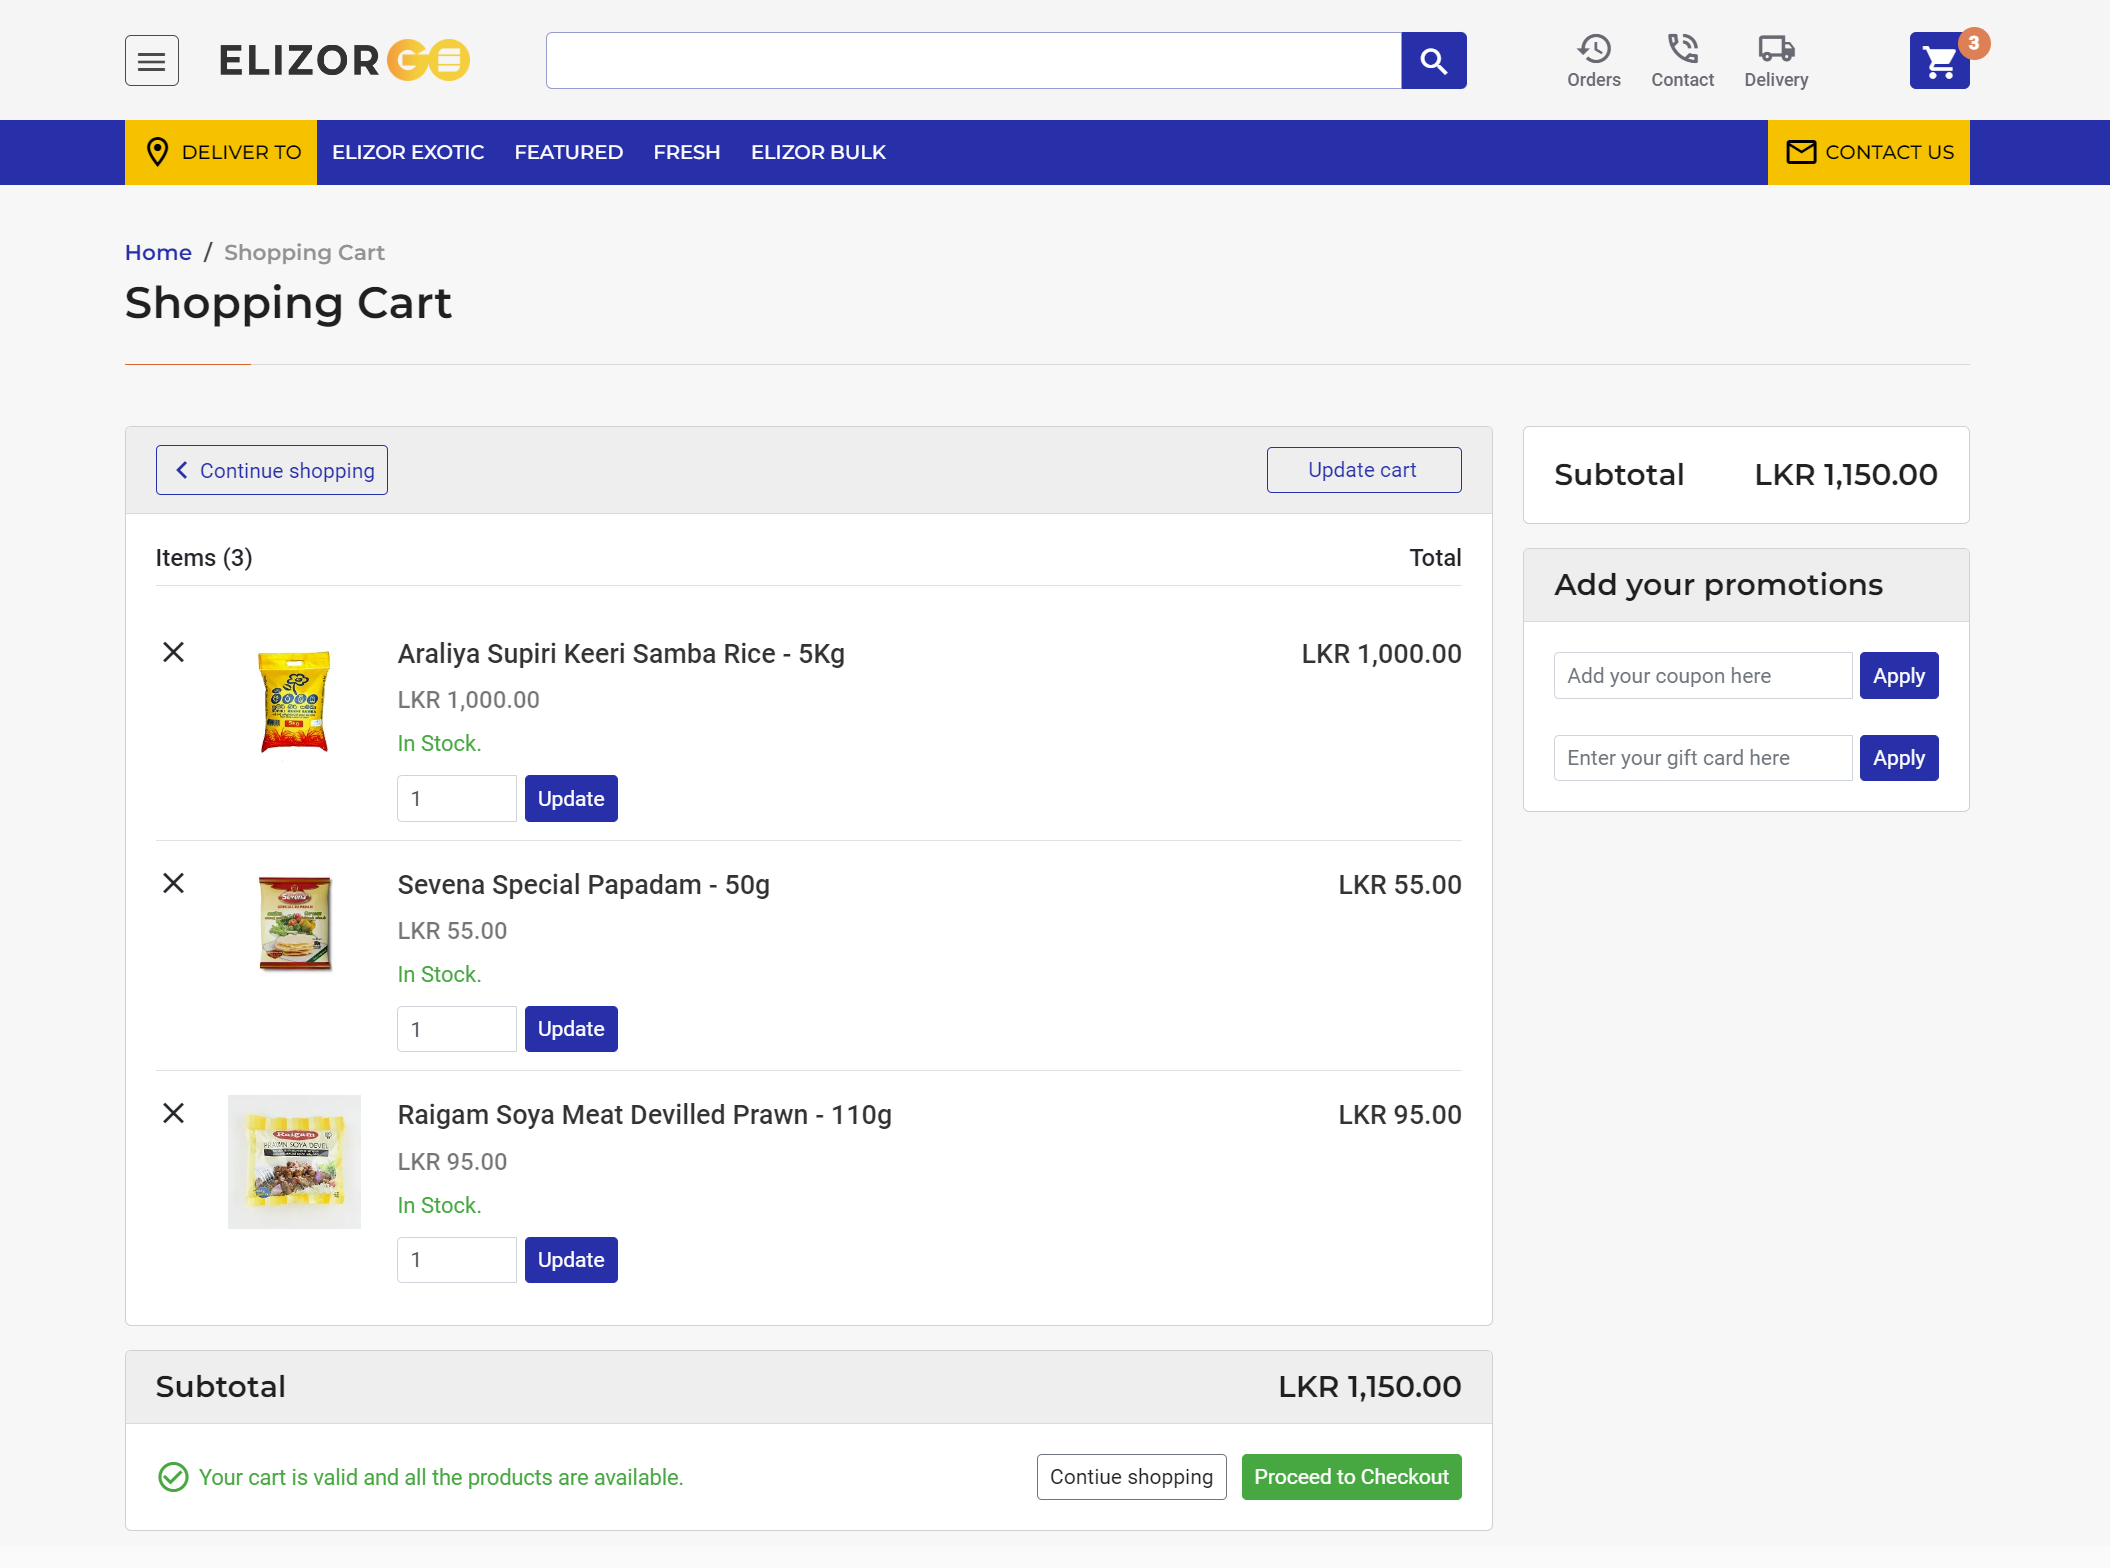 ELIZOR GO
Orders
Contact
Delivery
3
DELIVER TO
ELIZOR EXOTIC
FEATURED
FRESH
ELIZOR BULK
CONTACT US
Home / Shopping Cart
Shopping Cart
Continue shopping
Update cart
Items (3)
Total
Araliya Supiri Keeri Samba Rice - 5Kg
LKR 1,000.00
LKR 1,000.00
In Stock.
1
Update
Sevena
Sevena Special Papadam - 50g
LKR 55.00
LKR 55.00
In Stock.
1
Update
Raigam
Raigam Soya Meat Devilled Prawn - 110g
LKR 95.00
LKR 95.00
In Stock.
1
Update
Subtotal
LKR 1,150.00
Your cart is valid and all the products are available.
Contiue shopping
Proceed to Checkout
Subtotal
LKR 1,150.00
Add your promotions
Add your coupon here
Apply
Enter your gift card here
Apply